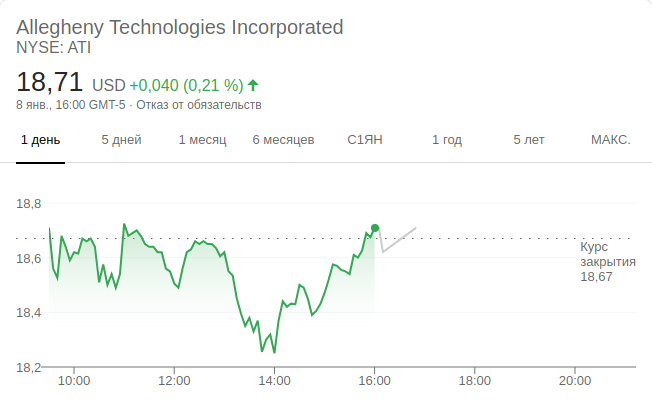 Allegheny Technologies Incorporated
NYSE: ATI
18,71 USD +0,040 (0,21 %)
8 янв., 16:00 GMT-5 · Отказ от обязательств
1 день 5 дней 1 месяц 6 месяцев С1ЯН 1 год 5 лет МАКС.
18,8
18,6
18,4
18,2
Курс
закрытия
18,67
10:00 12:00 14:00 16:00 18:00 20:00